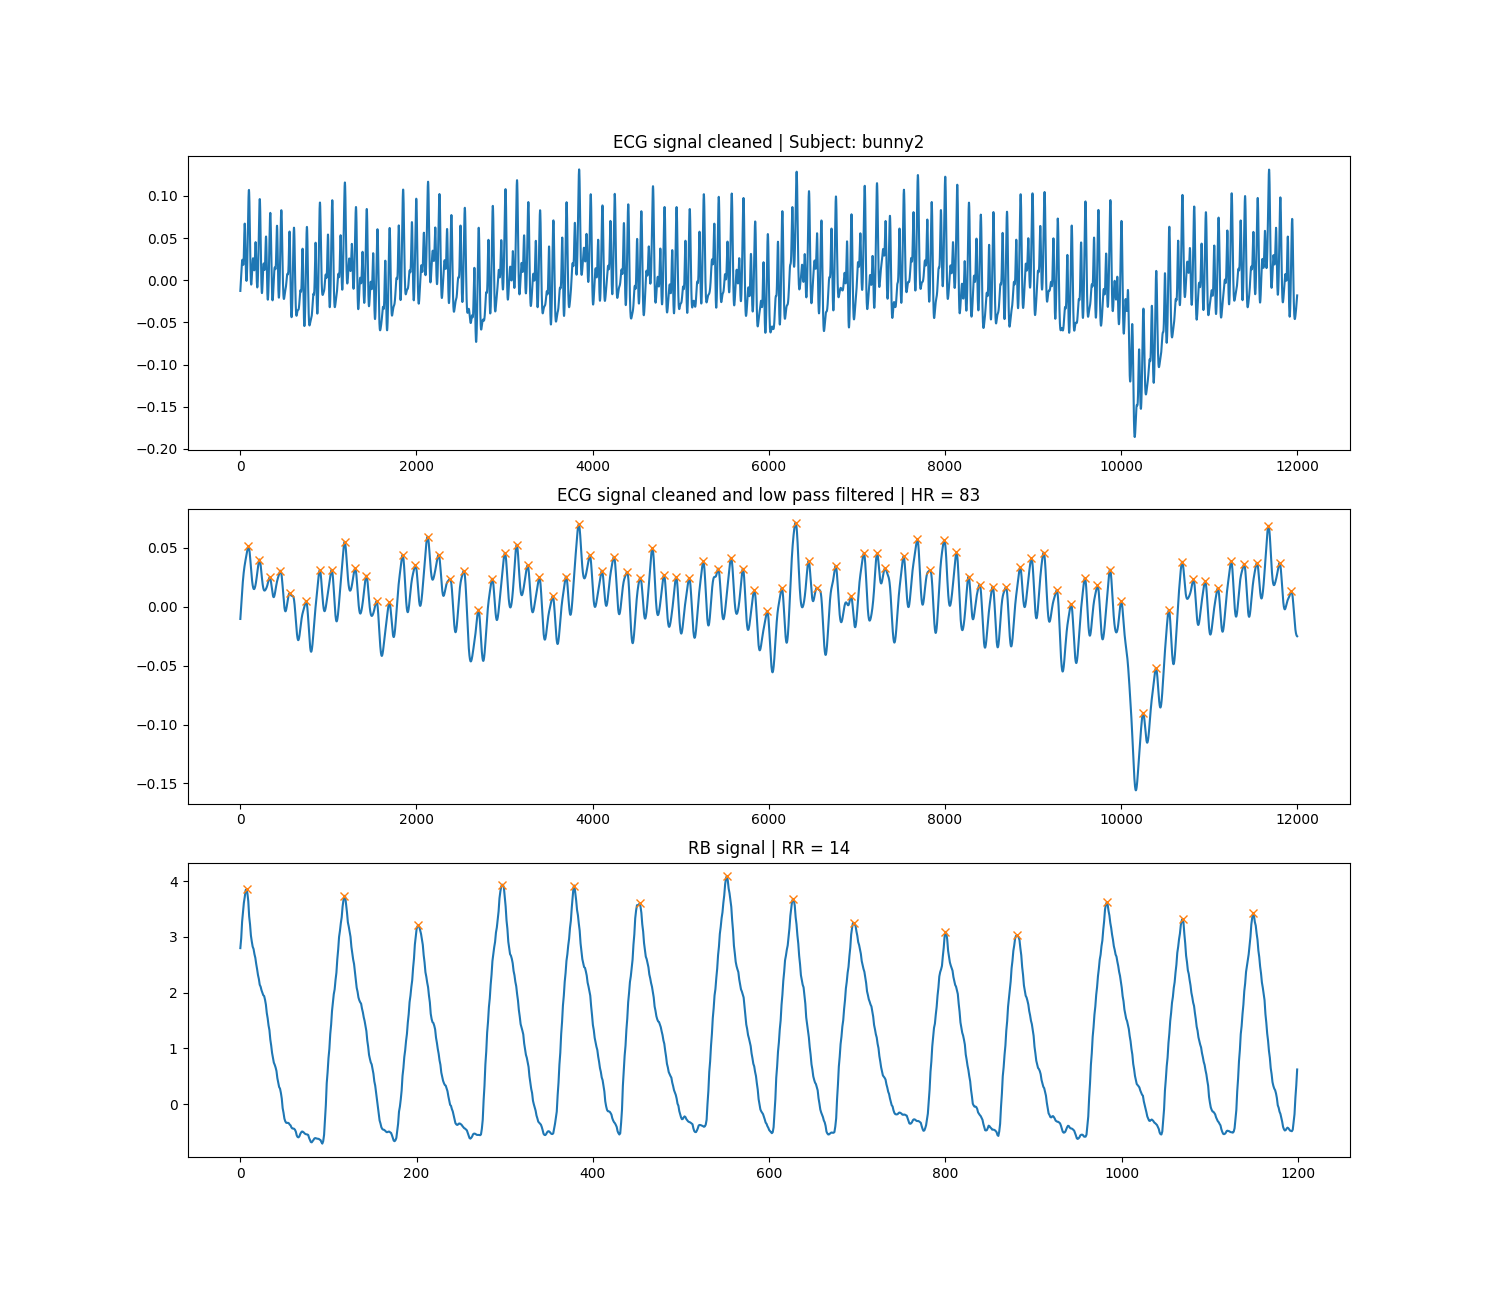 ECG signal cleaned | Subject: bunny2
0.10
0.05
0.00
−0.05
−0.10
−0.15
−0.20
0 2000 4000 6000 8000 10000 12000
ECG signal cleaned and low pass filtered | HR = 83
0.05
0.00
−0.05
−0.10
−0.15
0 2000 4000 6000 8000 10000 12000
RB signal | RR = 14
4
3
2
1
0
0 200 400 600 800 1000 1200